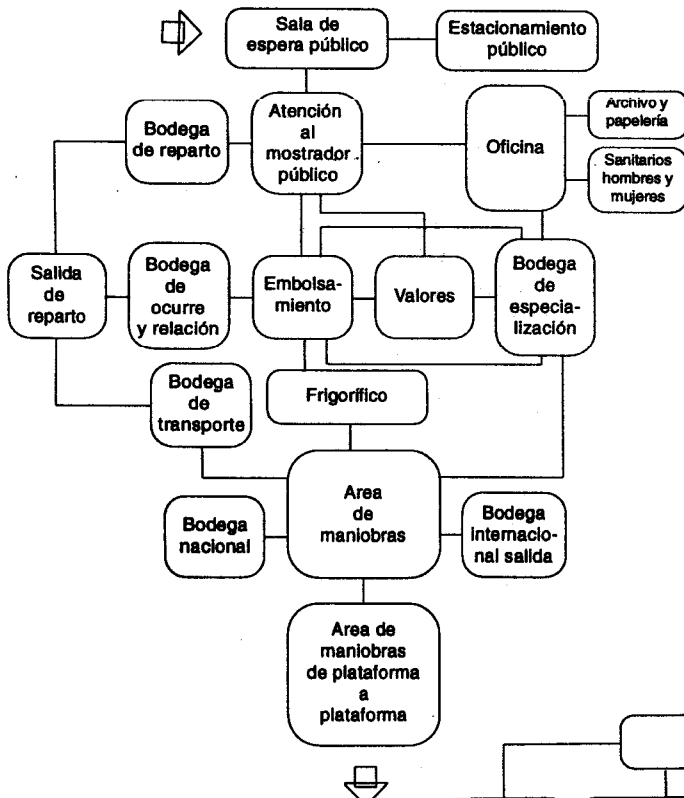 Sala de
espera público
Estacionamiento
público
Atención
al
mostrador
público
Bodega
de reparto
Oficina
Archivo y
papelería
Sanitarios
hombres y
mujeres
Salida
de
reparto
Bodega
de
ocurre
y relación
Embolsa-
miento
Valores
Bodega
de
especia-
lización
Bodega
de
transporte
Frigorífico
Area
de
maniobras
Bodega
nacional
Bodega
internacio-
nal salida
Area de
maniobras
de plataforma
a
plataforma